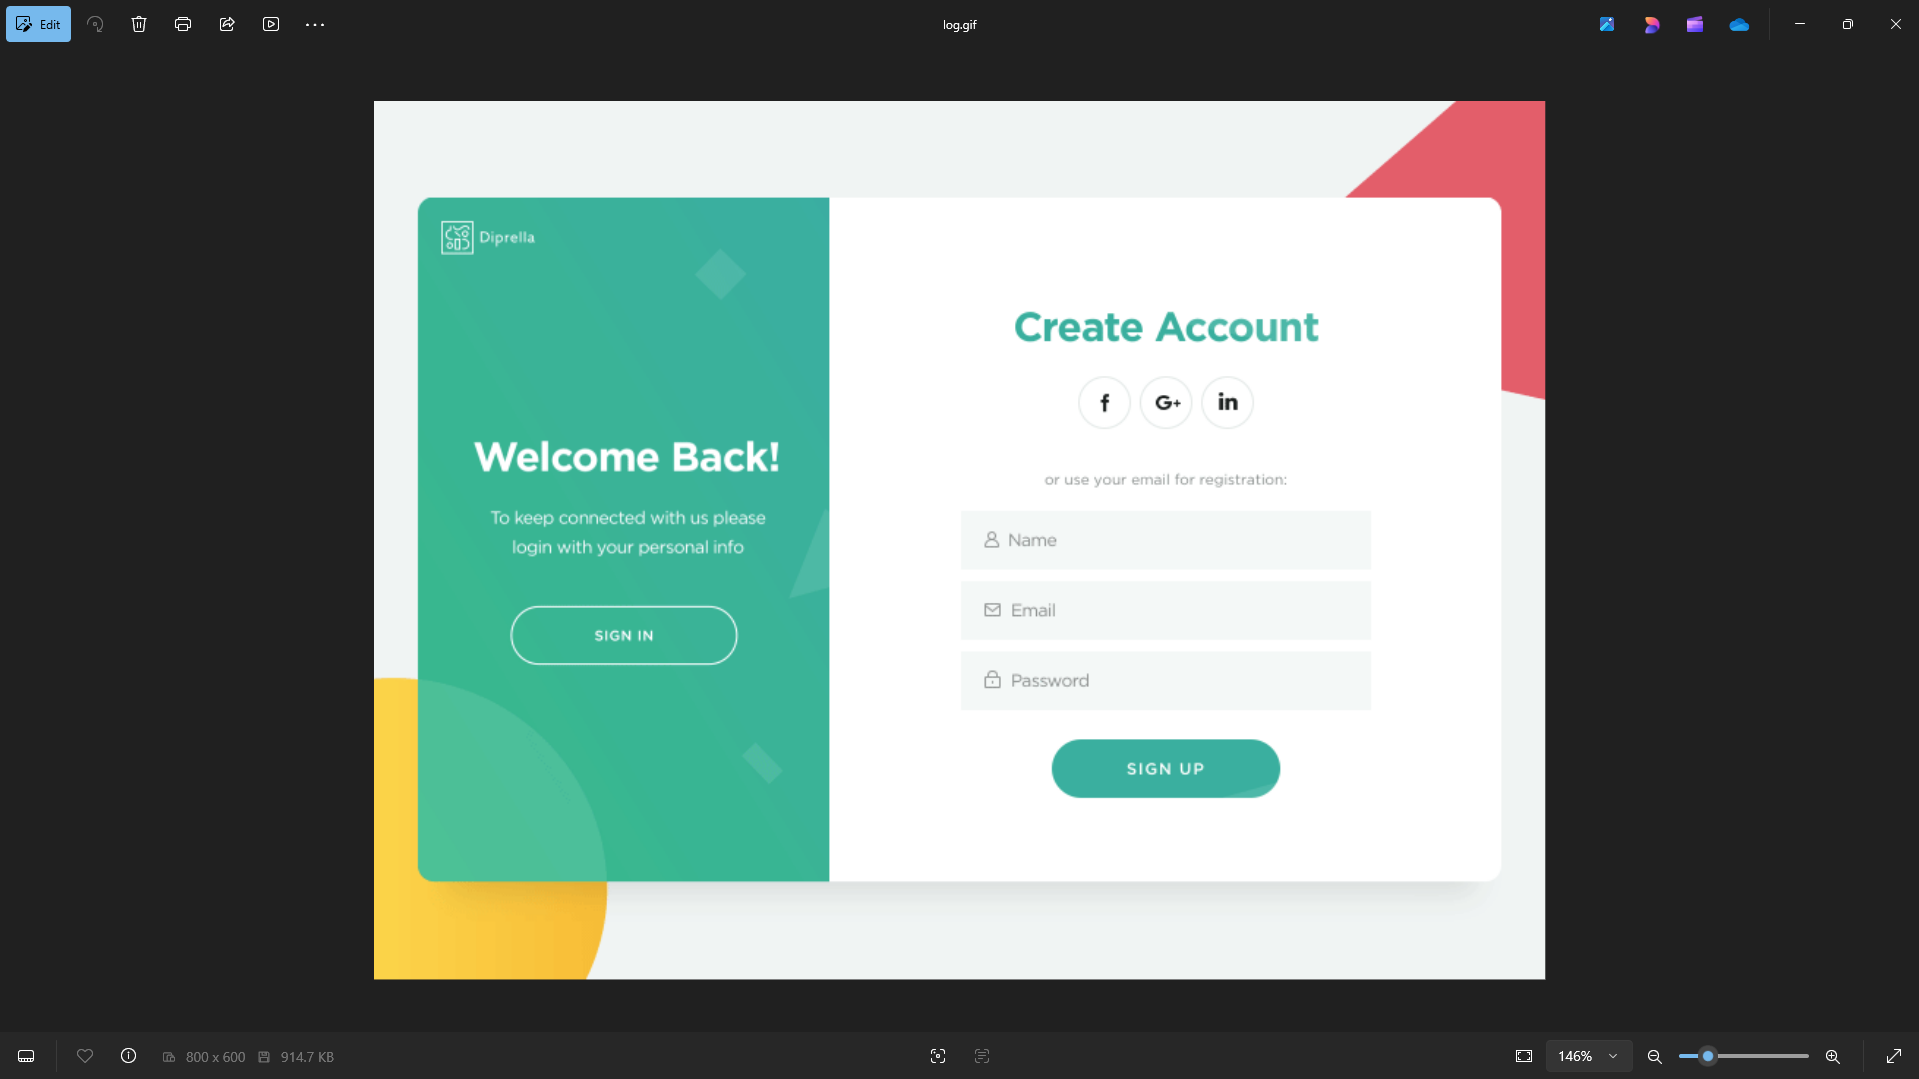 Edit
log.gif
Diprella
Welcome Back!
To keep connected with us please
login with your personal info
SIGN IN
Create Account
f
G+
in
or use your email for registration:
Name
Email
Password
SIGN UP
800 x 600
914.7 KB
146%